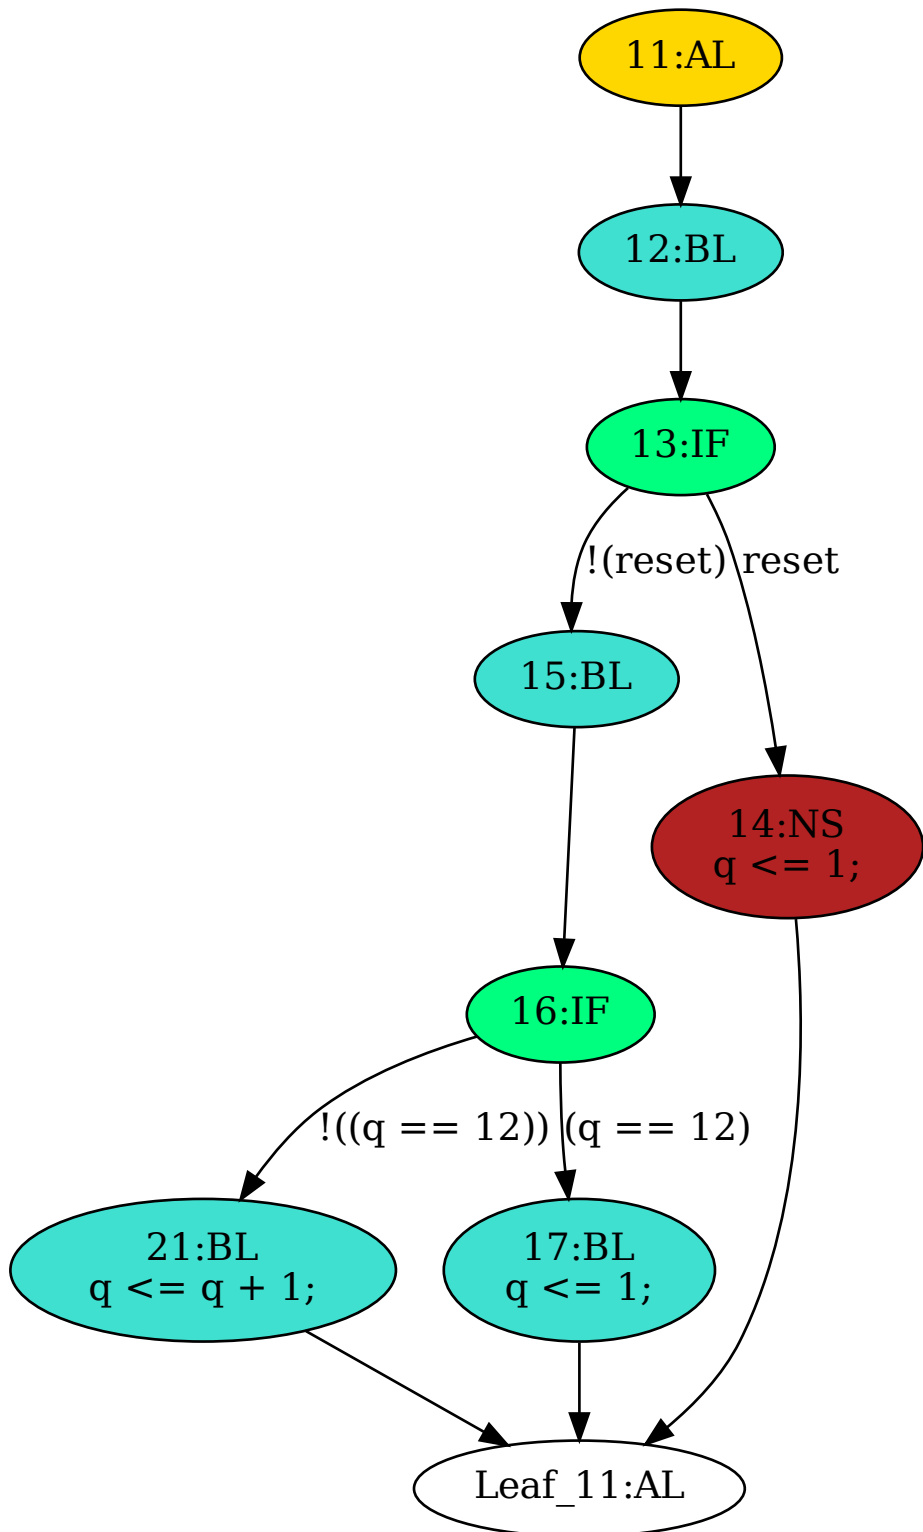 11:AL
12:BL
13:IF
!(reset)
reset
15:BL
14:NS
q <= 1;
16:IF
!((q == 12))
(q == 12)
21:BL
q <= q + 1;
17:BL
q <= 1;
Leaf_11:AL